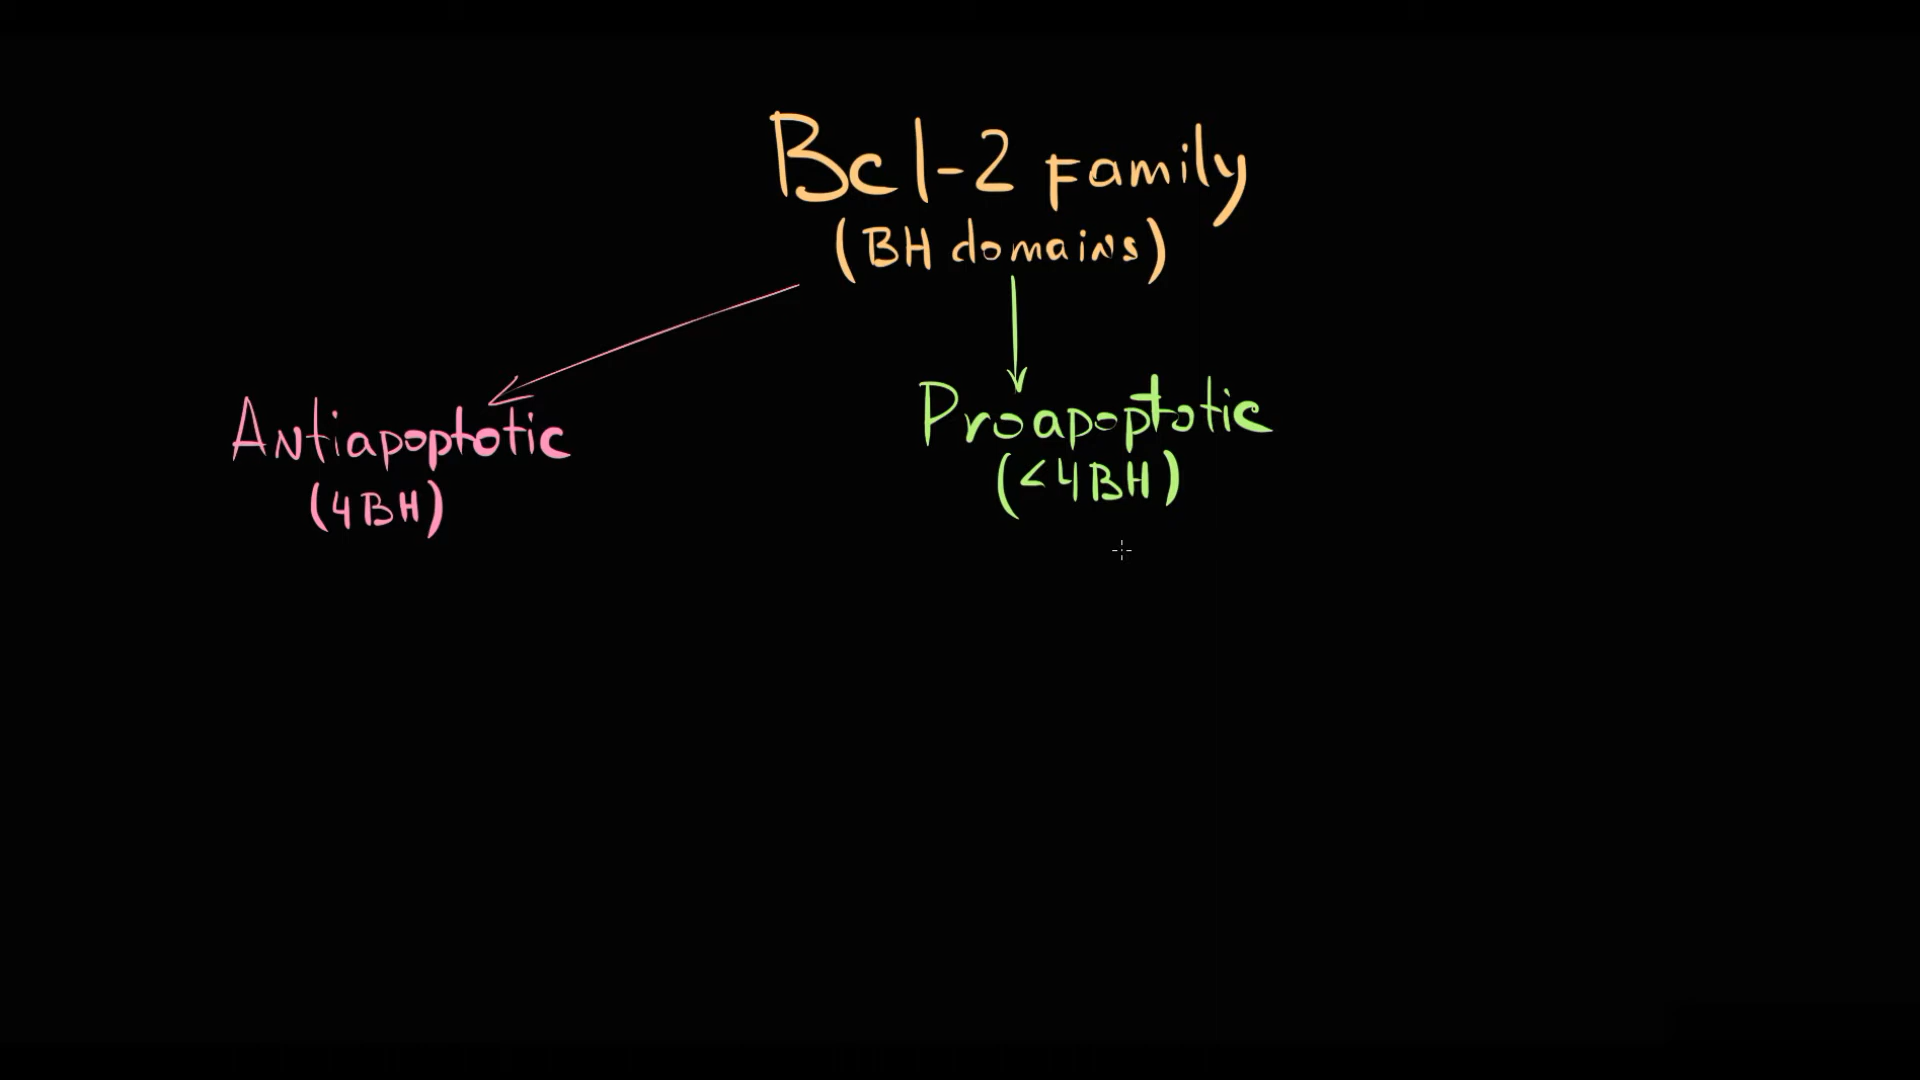 Bcl-2 Family
(BH domains)
Antiapoptotic
(4BH)
Proapoptotic
(<4BH)